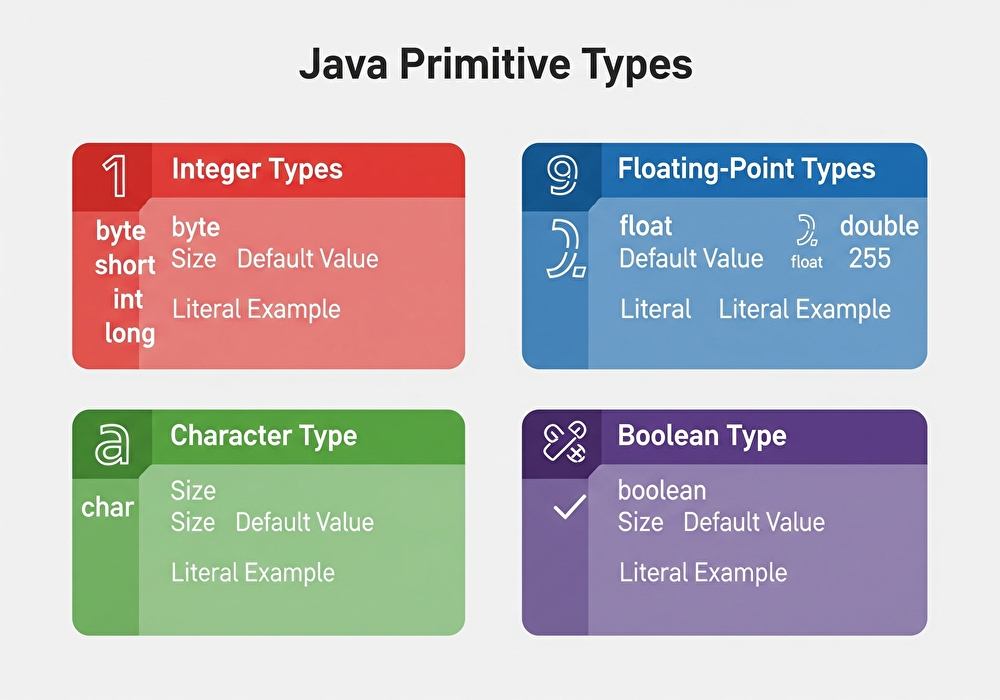 Java Primitive Types
1 Integer Types
byte
short
int
long
byte
Size Default Value
Literal Example
9 Floating-Point Types
float double
Default Value float 255
Literal Literal Example
a Character Type
char
Size
Size Default Value
Literal Example
Boolean Type
boolean
Size Default Value
Literal Example